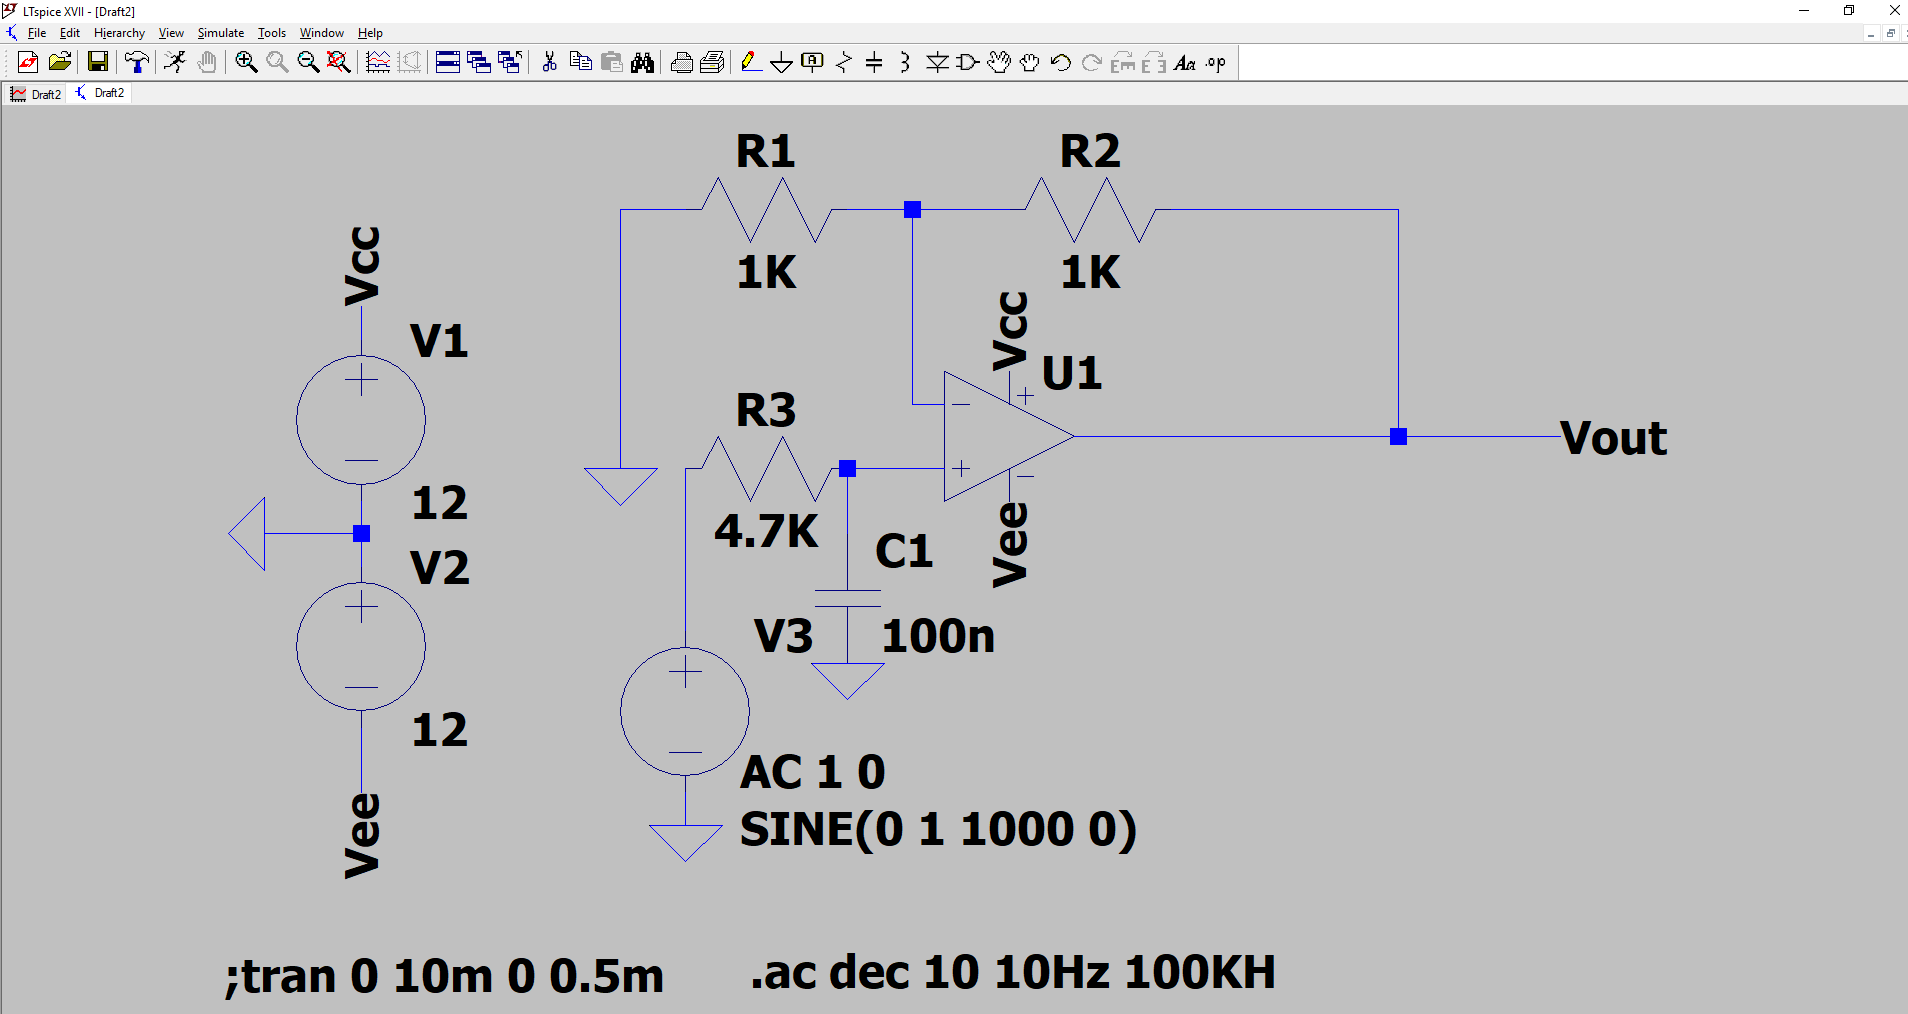 LTspice XVII - [Draft2]
File Edit Hierarchy View Simulate Tools Window Help
Draft2 Draft2
R1
R2
1K
1K
Vcc
V1
12
V2
12
Vee
Vcc
U1
R3
4.7K
C1
100n
Vee
Vout
V3
AC 1 0
SINE(0 1 1000 0)
;tran 0 10m 0 0.5m
.ac dec 10 10Hz 100KH